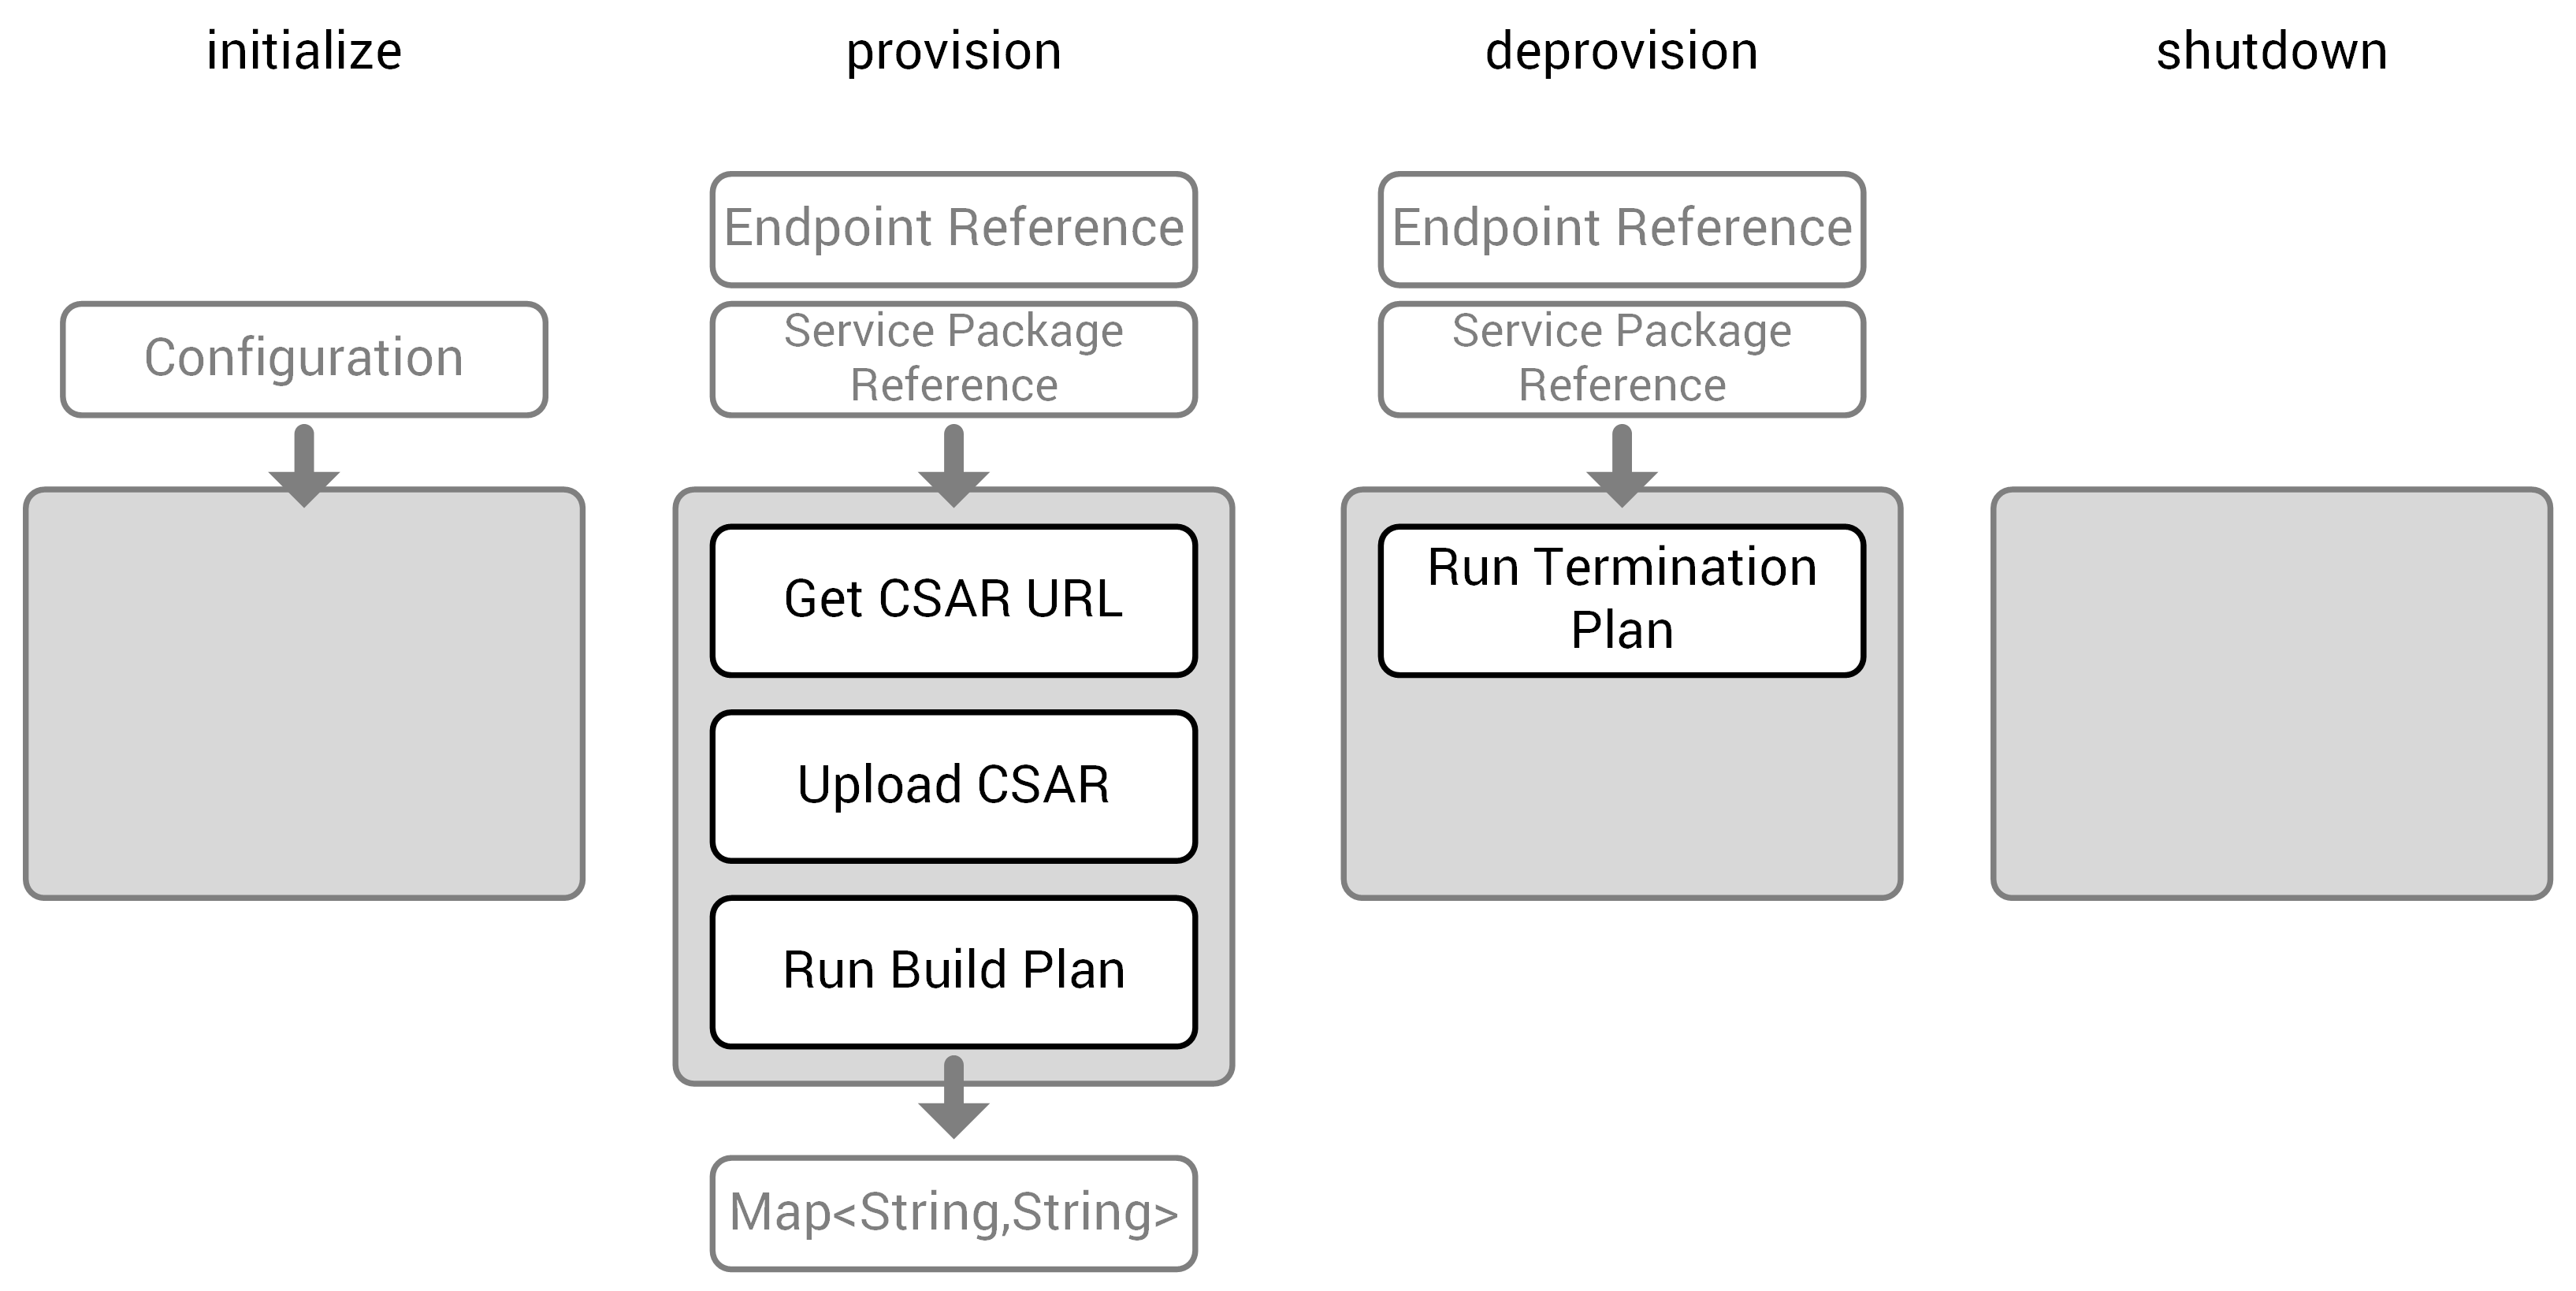 initialize
provision
deprovision
shutdown
Configuration
Endpoint Reference
Service Package
Reference
Get CSAR URL
Upload CSAR
Run Build Plan
Map<String,String>
Endpoint Reference
Service Package
Reference
Run Termination
Plan